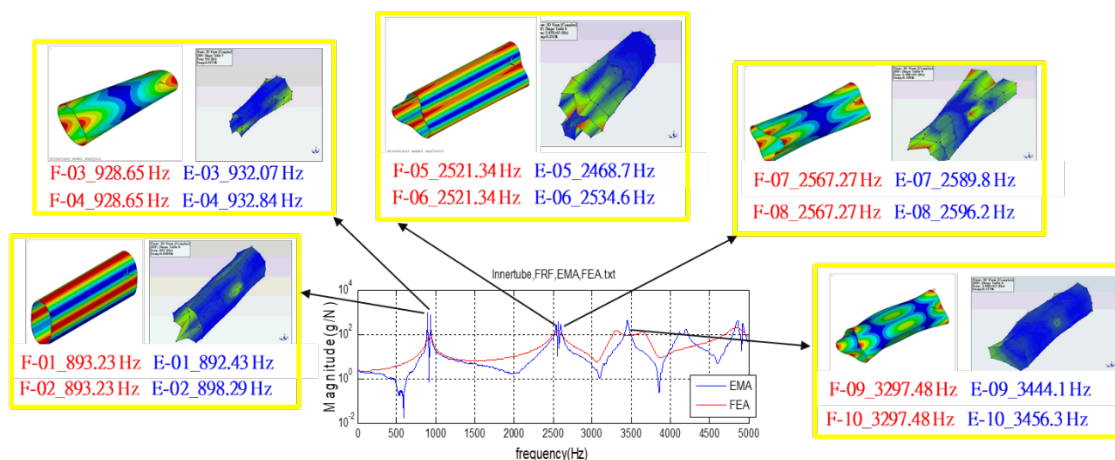 F-03_928.65 Hz E-03_932.07 Hz
F-04_928.65 Hz E-04_932.84 Hz
F-05_2521.34 Hz E-05_2468.7 Hz
F-06_2521.34 Hz E-06_2534.6 Hz
F-07_2567.27 Hz E-07_2589.8 Hz
F-08_2567.27 Hz E-08_2596.2 Hz
F-01_893.23 Hz E-01_892.43 Hz
F-02_893.23 Hz E-02_898.29 Hz
Innertube,FRF,EMA,FEA.txt
Magnitude (g/N)
10^4
10^2
10^0
10^-2
0 500 1000 1500 2000 2500 3000 3500 4000 4500 5000
frequency(Hz)
EMA
FEA
F-09_3297.48 Hz E-09_3444.1 Hz
F-10_3297.48 Hz E-10_3456.3 Hz